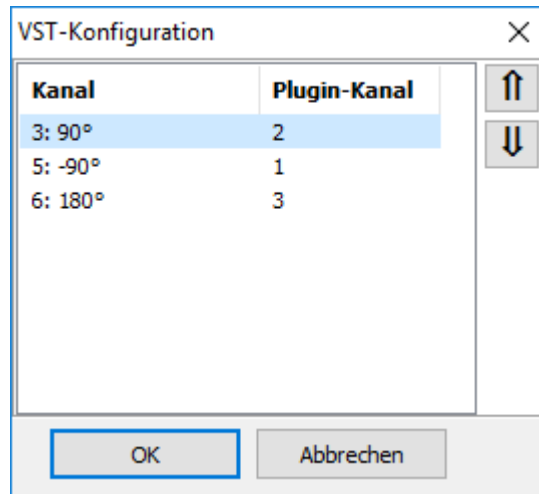 VST-Konfiguration
Kanal Plugin-Kanal
3: 90° 2
5: -90° 1
6: 180° 3
OK Abbrechen